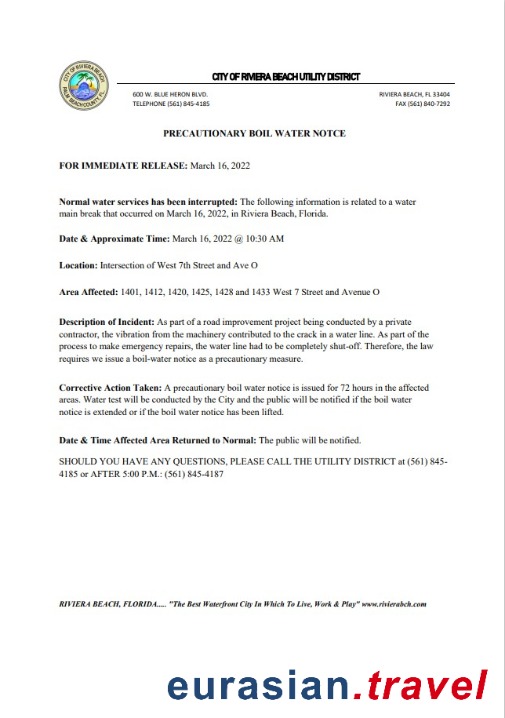 CITY OF RIVIERA BEACH
PALM BEACH COUNTY, FL
CITY OF RIVIERA BEACH UTILITY DISTRICT
600 W. BLUE HERON BLVD. RIVIERA BEACH, FL 33404
TELEPHONE (561) 845-4185 FAX (561) 840-7292
PRECAUTIONARY BOIL WATER NOTCE
FOR IMMEDIATE RELEASE: March 16, 2022
Normal water services has been interrupted: The following information is related to a water
main break that occurred on March 16, 2022, in Riviera Beach, Florida.
Date & Approximate Time: March 16, 2022 @ 10:30 AM
Location: Intersection of West 7th Street and Ave O
Area Affected: 1401, 1412, 1420, 1425, 1428 and 1433 West 7 Street and Avenue O
Description of Incident: As part of a road improvement project being conducted by a private
contractor, the vibration from the machinery contributed to the crack in a water line. As part of the
process to make emergency repairs, the water line had to be completely shut-off. Therefore, the law
requires we issue a boil-water notice as a precautionary measure.
Corrective Action Taken: A precautionary boil water notice is issued for 72 hours in the affected
areas. Water test will be conducted by the City and the public will be notified if the boil water
notice is extended or if the boil water notice has been lifted.
Date & Time Affected Area Returned to Normal: The public will be notified.
SHOULD YOU HAVE ANY QUESTIONS, PLEASE CALL THE UTILITY DISTRICT at (561) 845-
4185 or AFTER 5:00 P.M.: (561) 845-4187
RIVIERA BEACH, FLORIDA..... "The Best Waterfront City In Which To Live, Work & Play" www.rivierabch.com
eurasian.travel